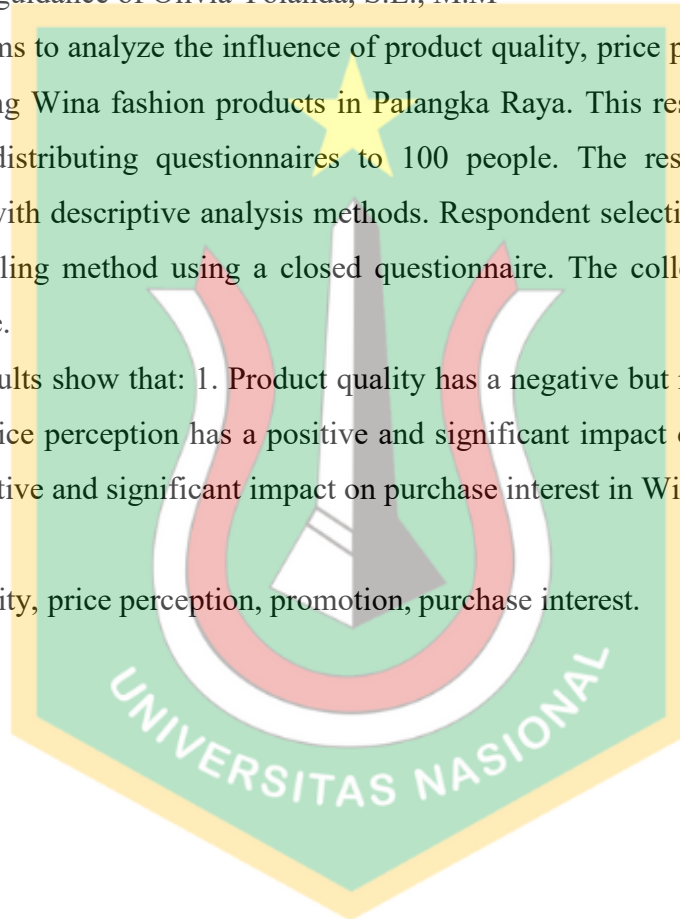 guidance of Olivia Yolanda, S.E., M.M
ms to analyze the influence of product quality, price p
ng Wina fashion products in Palangka Raya. This res
distributing questionnaires to 100 people. The res
with descriptive analysis methods. Respondent selecti
ling method using a closed questionnaire. The colle
e.
ults show that: 1. Product quality has a negative but
ice perception has a positive and significant impact
tive and significant impact on purchase interest in Wi
ity, price perception, promotion, purchase interest.
UNIVERSITAS NASIONAL